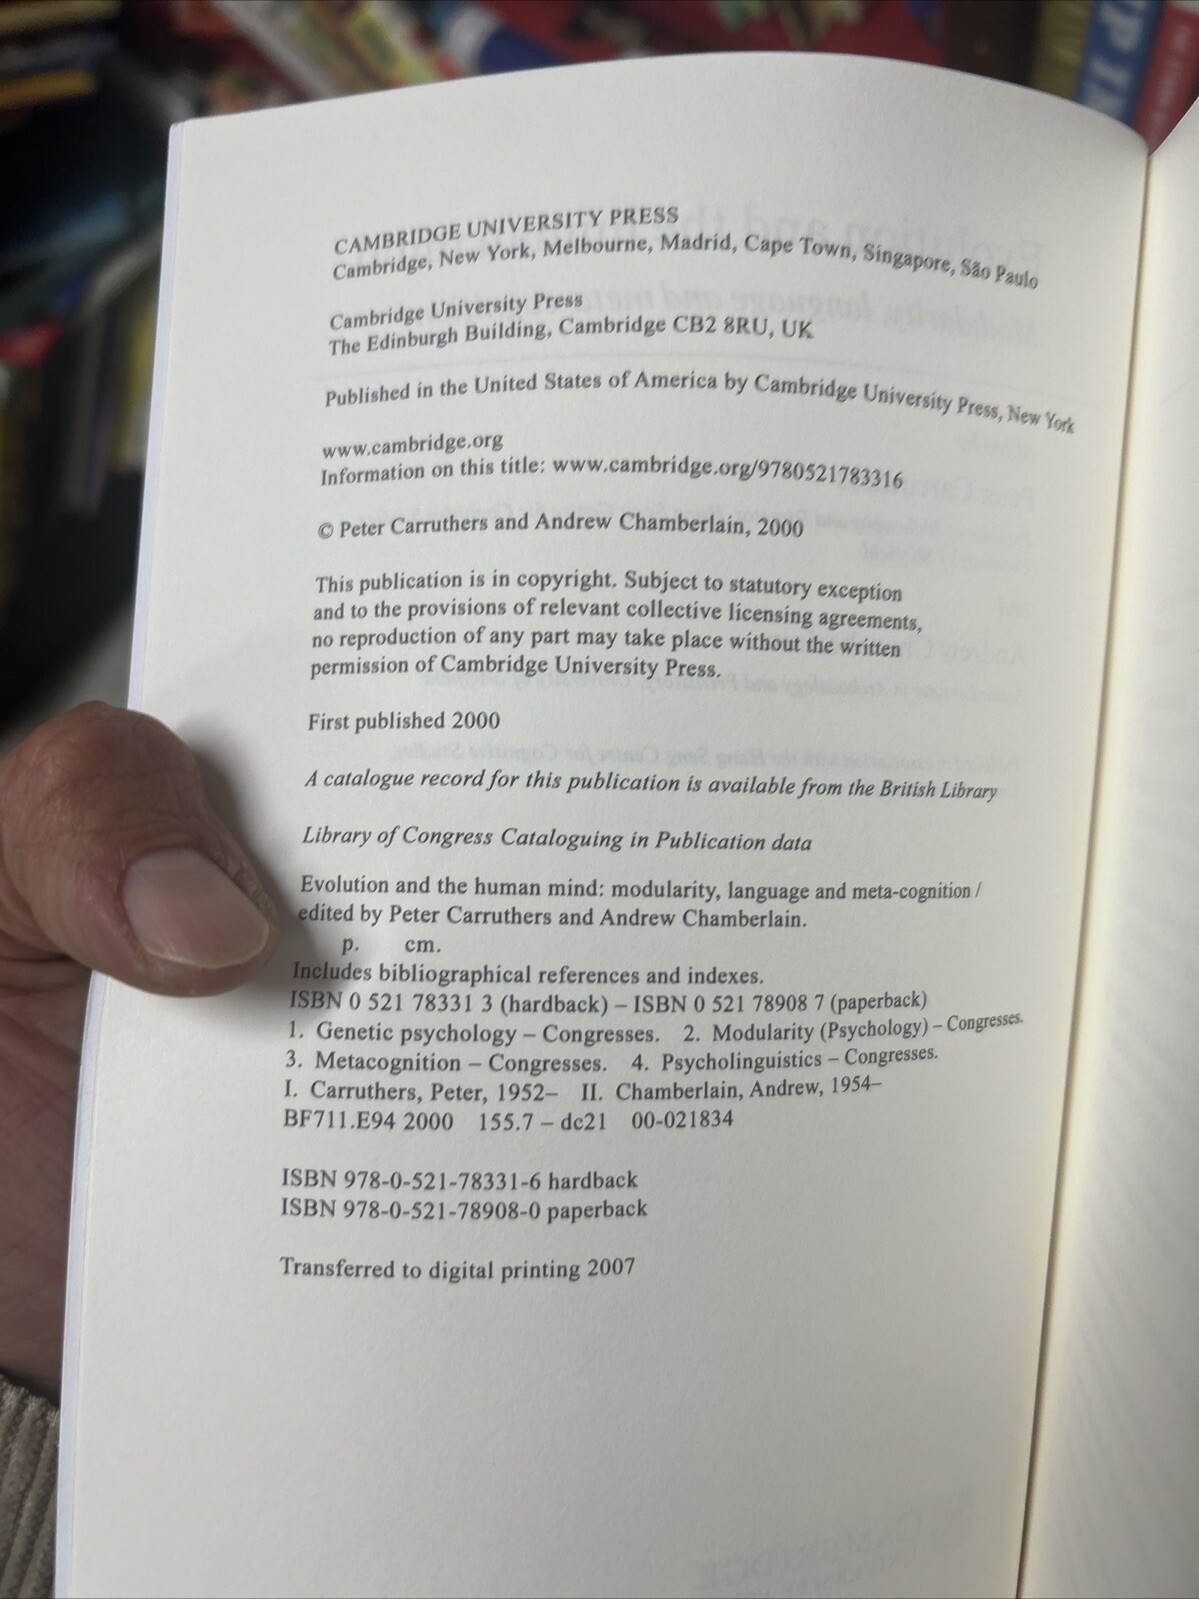 CAMBRIDGE UNIVERSITY PRESS
Cambridge, New York, Melbourne, Madrid, Cape Town, Singapore, São Paulo
Cambridge University Press
The Edinburgh Building, Cambridge CB2 8RU, UK
Published in the United States of America by Cambridge University Press, New York
www.cambridge.org
Information on this title: www.cambridge.org/9780521783316
© Peter Carruthers and Andrew Chamberlain, 2000
This publication is in copyright. Subject to statutory exception
and to the provisions of relevant collective licensing agreements,
no reproduction of any part may take place without the written
permission of Cambridge University Press.
First published 2000
A catalogue record for this publication is available from the British Library
Library of Congress Cataloguing in Publication data
Evolution and the human mind: modularity, language and meta-cognition /
edited by Peter Carruthers and Andrew Chamberlain.
p. cm.
Includes bibliographical references and indexes.
ISBN 0 521 78331 3 (hardback) – ISBN 0 521 78908 7 (paperback)
1. Genetic psychology – Congresses. 2. Modularity (Psychology) – Congresses.
3. Metacognition – Congresses. 4. Psycholinguistics – Congresses.
I. Carruthers, Peter, 1952– II. Chamberlain, Andrew, 1954–
BF711.E94 2000 155.7 – dc21 00-021834
ISBN 978-0-521-78331-6 hardback
ISBN 978-0-521-78908-0 paperback
Transferred to digital printing 2007